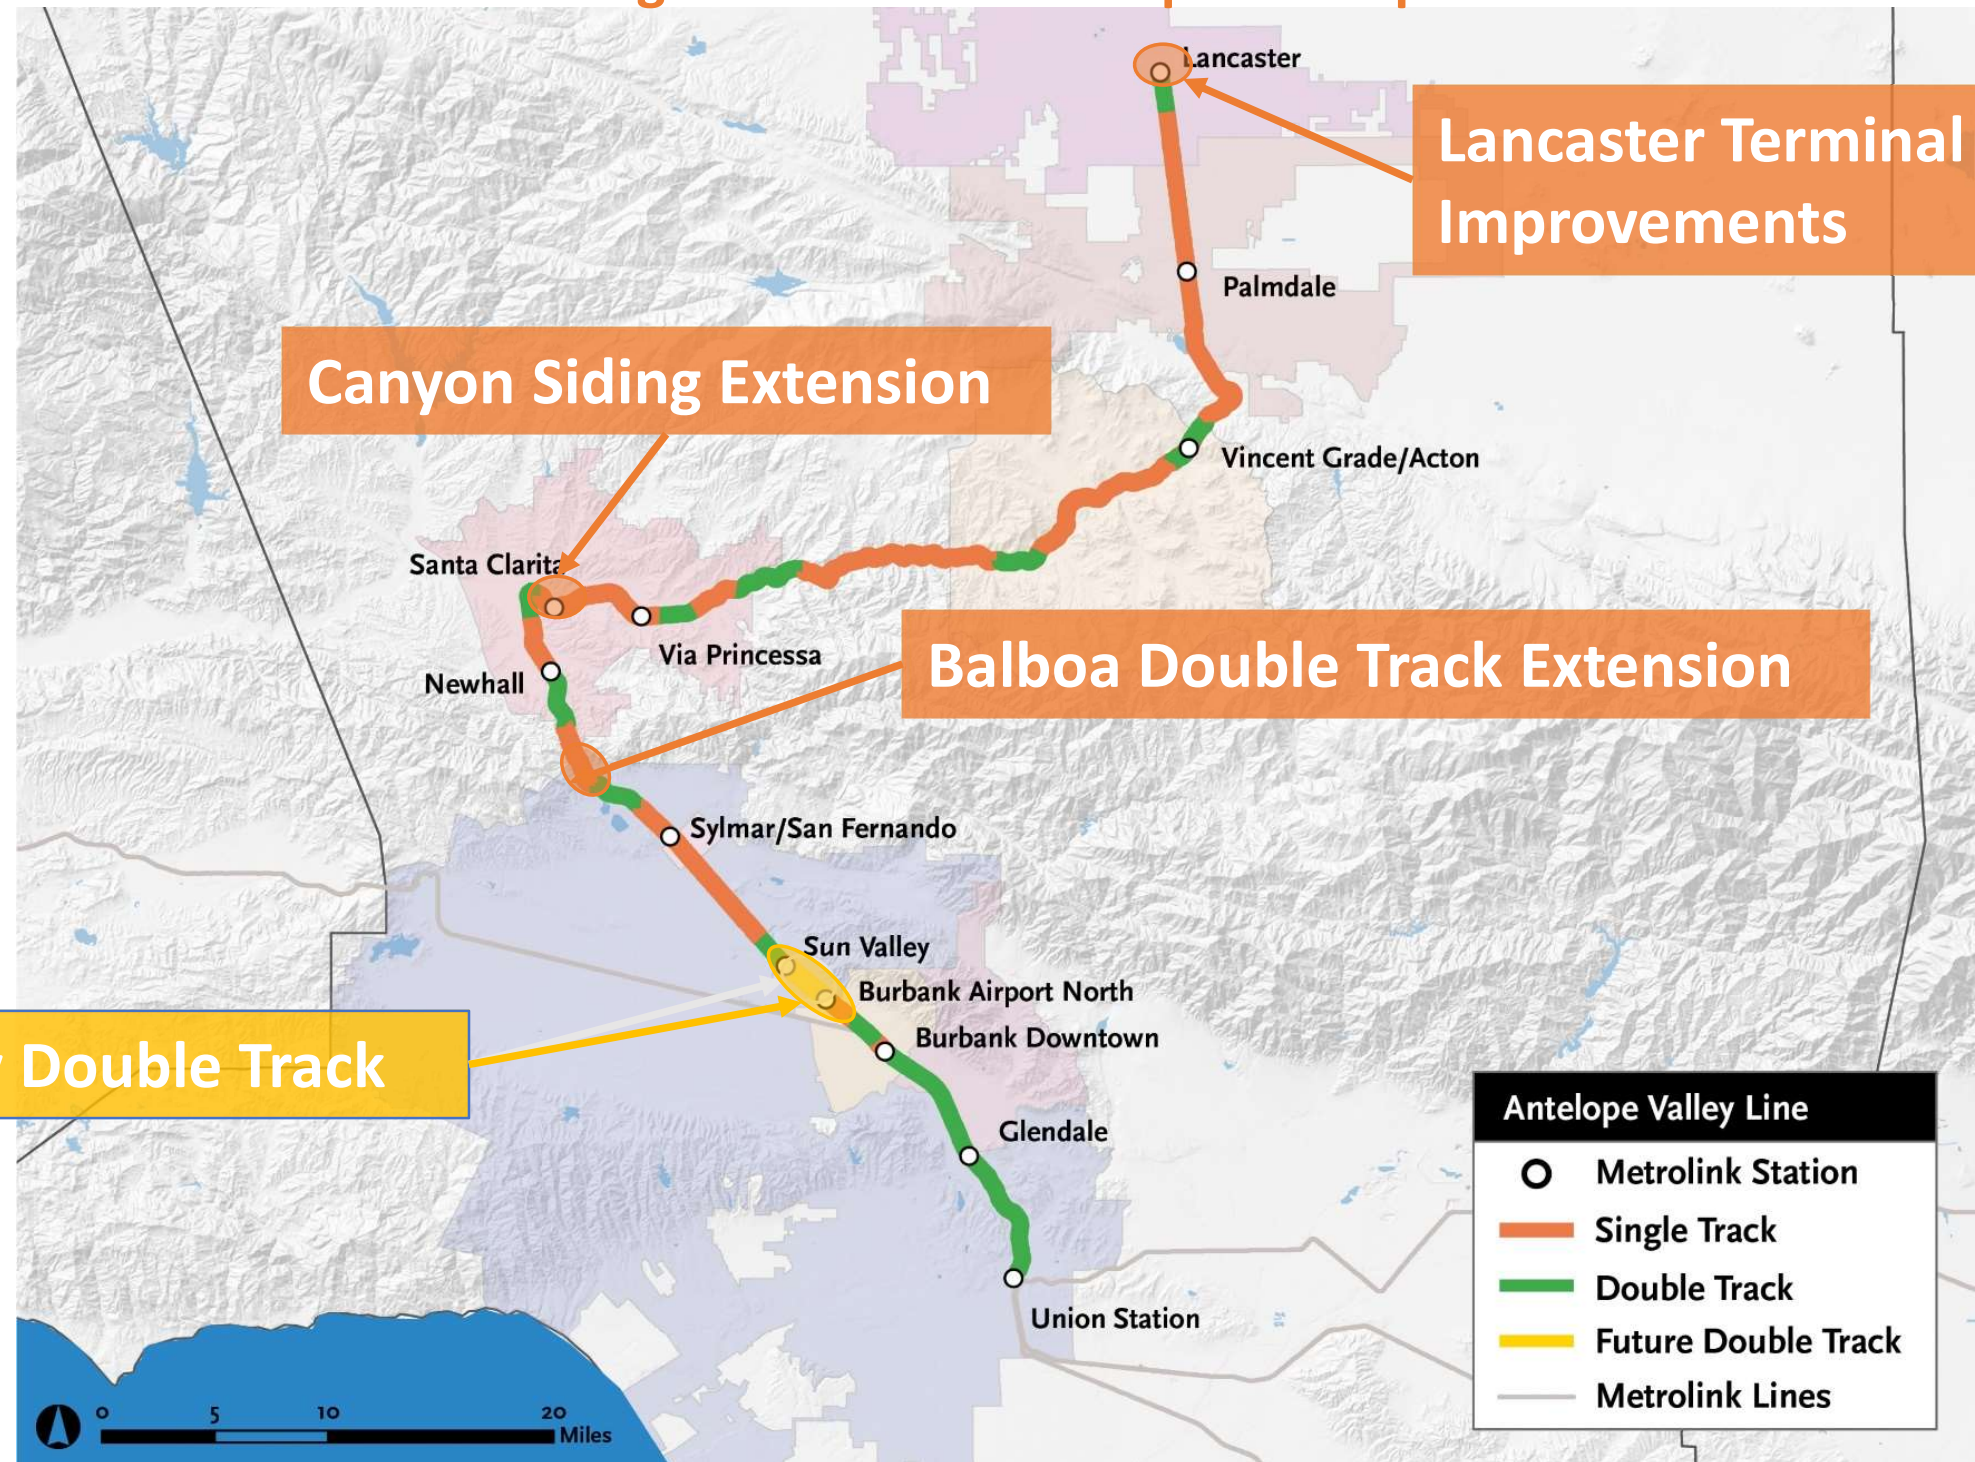 Lancaster
Lancaster Terminal
Improvements
Palmdale
Canyon Siding Extension
Vincent Grade/Acton
Santa Clarita
Via Princessa
Balboa Double Track Extension
Newhall
Sylmar/San Fernando
Sun Valley
Burbank Airport North
Burbank Downtown
Double Track
Glendale
Union Station
Antelope Valley Line
Metrolink Station
Single Track
Double Track
Future Double Track
Metrolink Lines
0 5 10 20
Miles